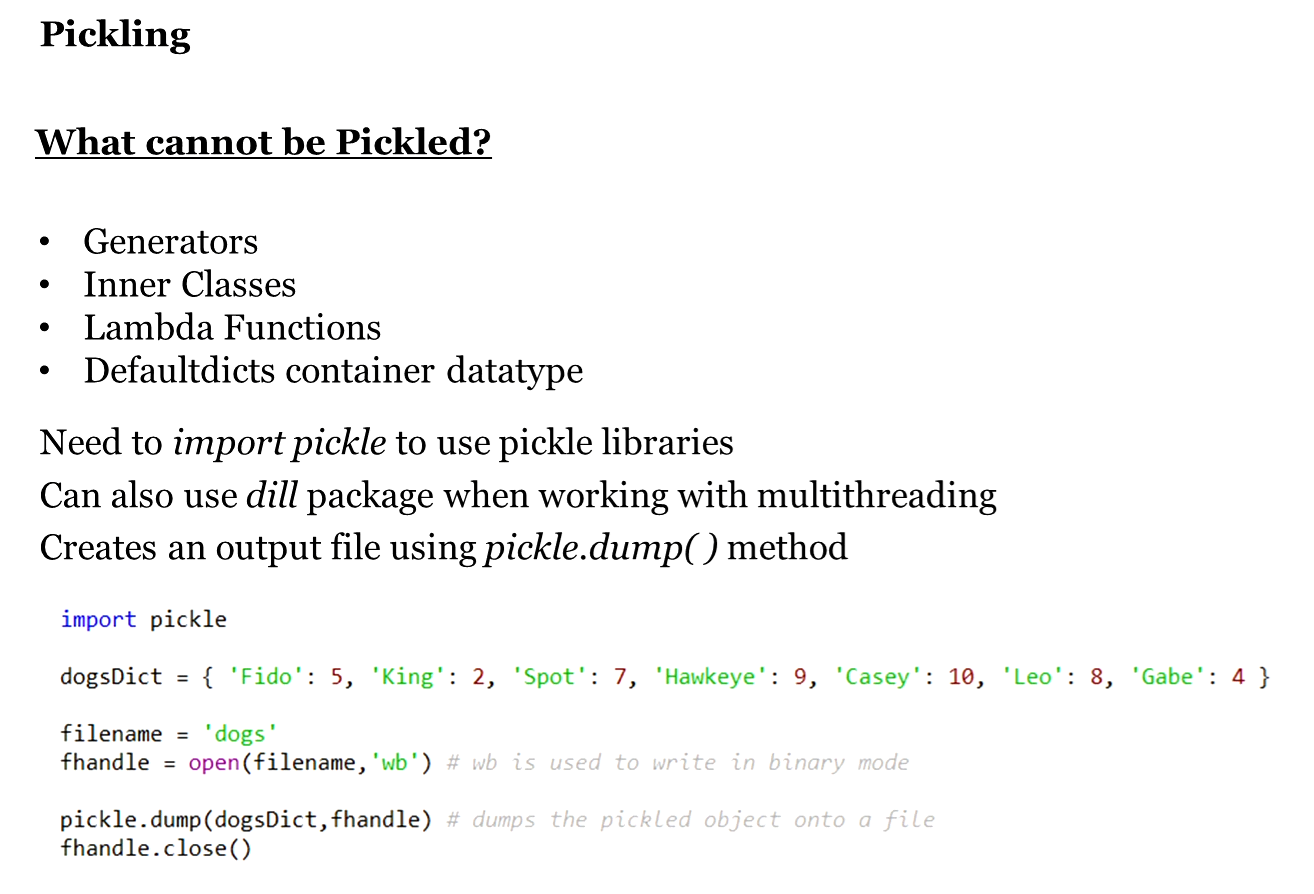 Pickling
What cannot be Pickled?
• Generators
• Inner Classes
• Lambda Functions
• Defaultdicts container datatype
Need to import pickle to use pickle libraries
Can also use dill package when working with multithreading
Creates an output file using pickle.dump( ) method
import pickle
dogsDict = { 'Fido': 5, 'King': 2, 'Spot': 7, 'Hawkeye': 9, 'Casey': 10, 'Leo': 8, 'Gabe': 4 }
filename = 'dogs'
fhandle = open(filename,'wb') # wb is used to write in binary mode
pickle.dump(dogsDict,fhandle) # dumps the pickled object onto a file
fhandle.close()